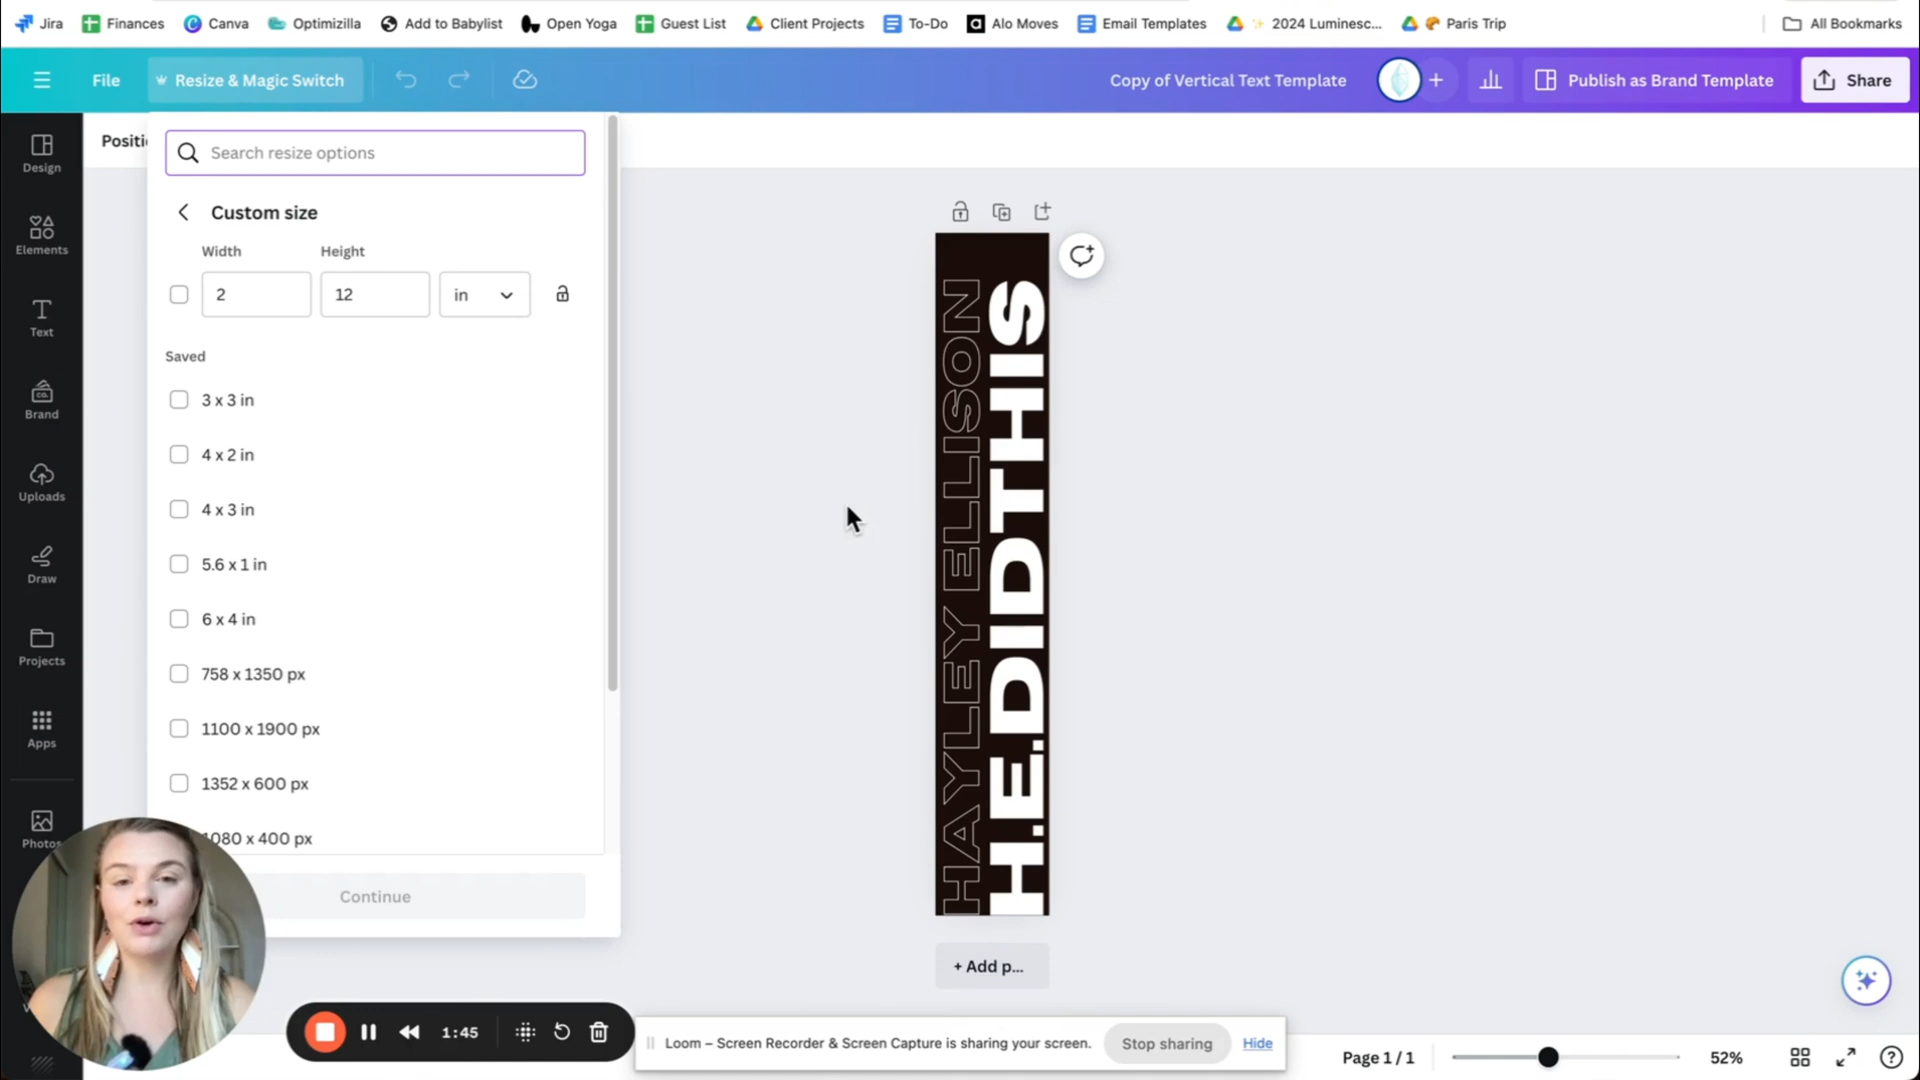 Jira
Finances
Canva
Optimizilla
Add to Babylist
Open Yoga
Guest List
Client Projects
To-Do
a
Alo Moves
Email Templates
2024 Luminesc...
Paris Trip
All Bookmarks
File
Resize & Magic Switch
Copy of Vertical Text Template
Publish as Brand Template
Share
Design
Elements
Text
Brand
Uploads
Draw
Projects
Apps
Photos
Search resize options
Custom size
Width
Height
2
12
in
Saved
3 x 3 in
4 x 2 in
4 x 3 in
5.6 x 1 in
6 x 4 in
758 x 1350 px
1100 x 1900 px
1352 x 600 px
1080 x 400 px
Continue
HAYLEY ELLISON
H.E.DIDTHIS
+ Add p...
1:45
Loom – Screen Recorder & Screen Capture is sharing your screen.
Stop sharing
Hide
Page 1 / 1
52%